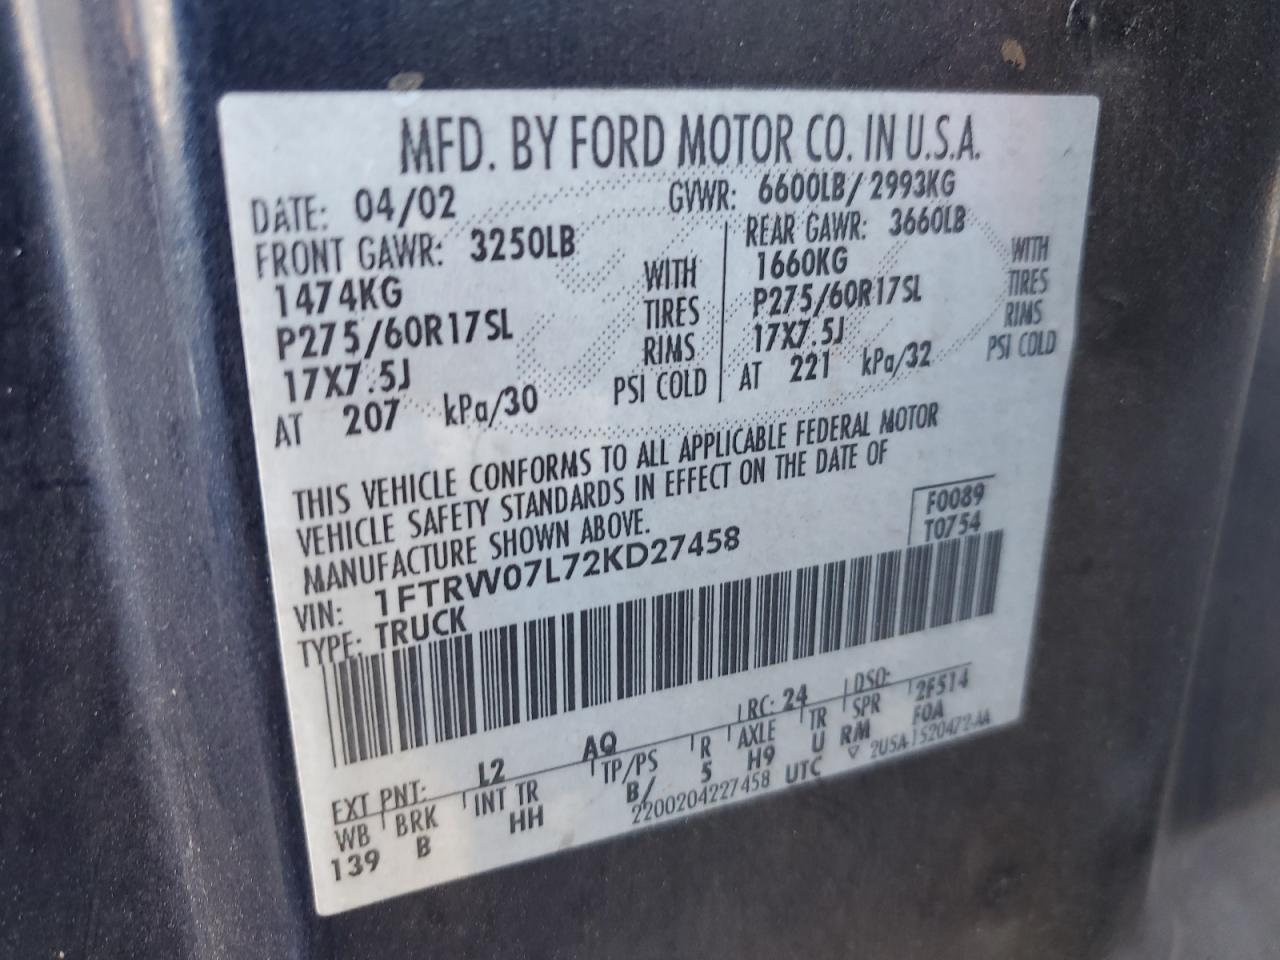 MFD. BY FORD MOTOR CO. IN U.S.A.
DATE: 04/02 GVWR: 6600LB/ 2993KG
FRONT GAWR: 3250LB REAR GAWR: 3660LB
1474KG WITH 1660KG WITH
P275/60R17SL TIRES P275/60R17SL TIRES
17X7.5J RIMS 17X7.5J RIMS
AT 207 kPa/30 PSI COLD AT 221 kPa/32 PSI COLD
THIS VEHICLE CONFORMS TO ALL APPLICABLE FEDERAL MOTOR
VEHICLE SAFETY STANDARDS IN EFFECT ON THE DATE OF
MANUFACTURE SHOWN ABOVE.
F0089
VIN: 1FTRW07L72KD27458 T0754
TYPE: TRUCK
EXT PNT: L2 AQ RC: 24 DSO: 2F514
WB BRK INT TR TP/PS R AXLE TR SPR F0A
139 B HH B/ 5 H9 U RM
2200204227458 UTC ▽ 2U5A-1520472-AA